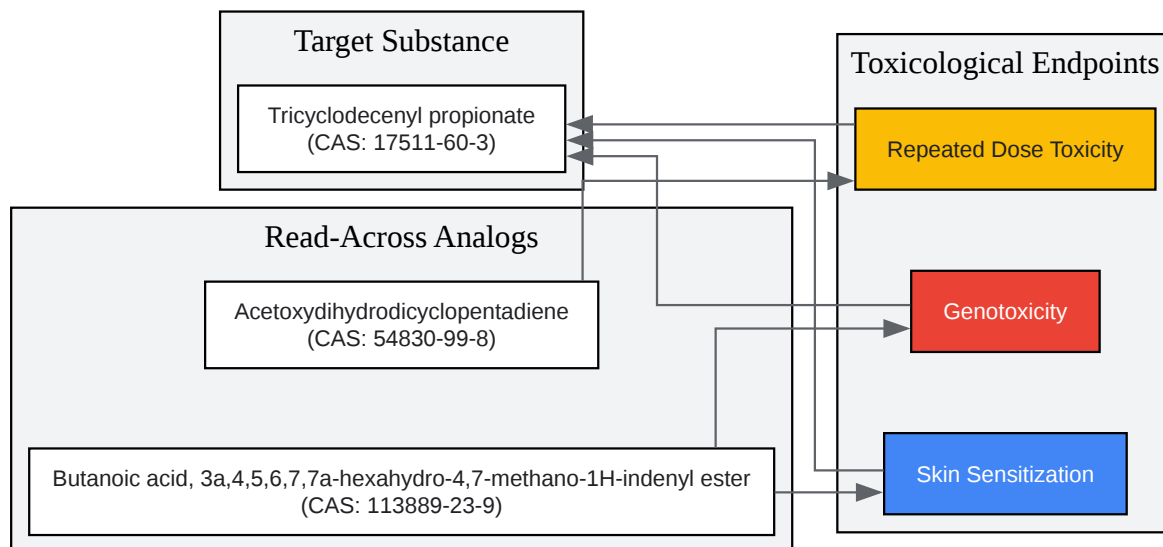 Target Substance
Tricyclodecenyl propionate
(CAS: 17511-60-3)
Read-Across Analogs
Acetoxydihydrodicyclopentadiene
(CAS: 54830-99-8)
Butanoic acid, 3a,4,5,6,7,7a-hexahydro-4,7-methano-1H-indenyl ester
(CAS: 113889-23-9)
Toxicological Endpoints
Repeated Dose Toxicity
Genotoxicity
Skin Sensitization